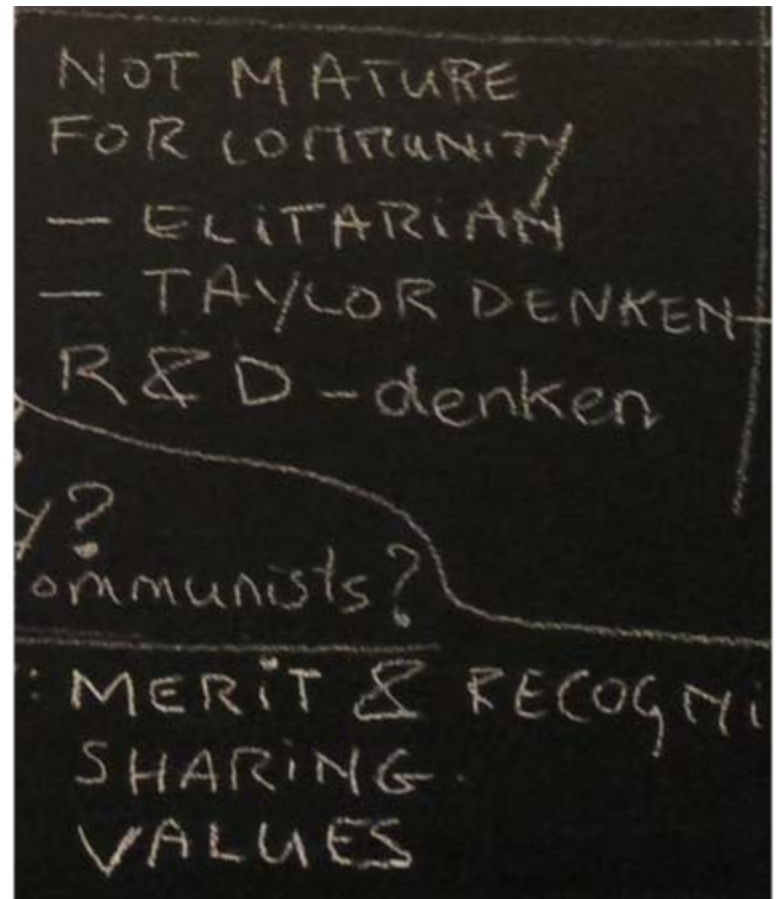 NOT MATURE
FOR COMMUNITY
— ELITARIAN
— TAYLOR DENKEN —
R&D - denken
y?
ommunists?
: MERIT & RECOGNI
SHARING
VALUES